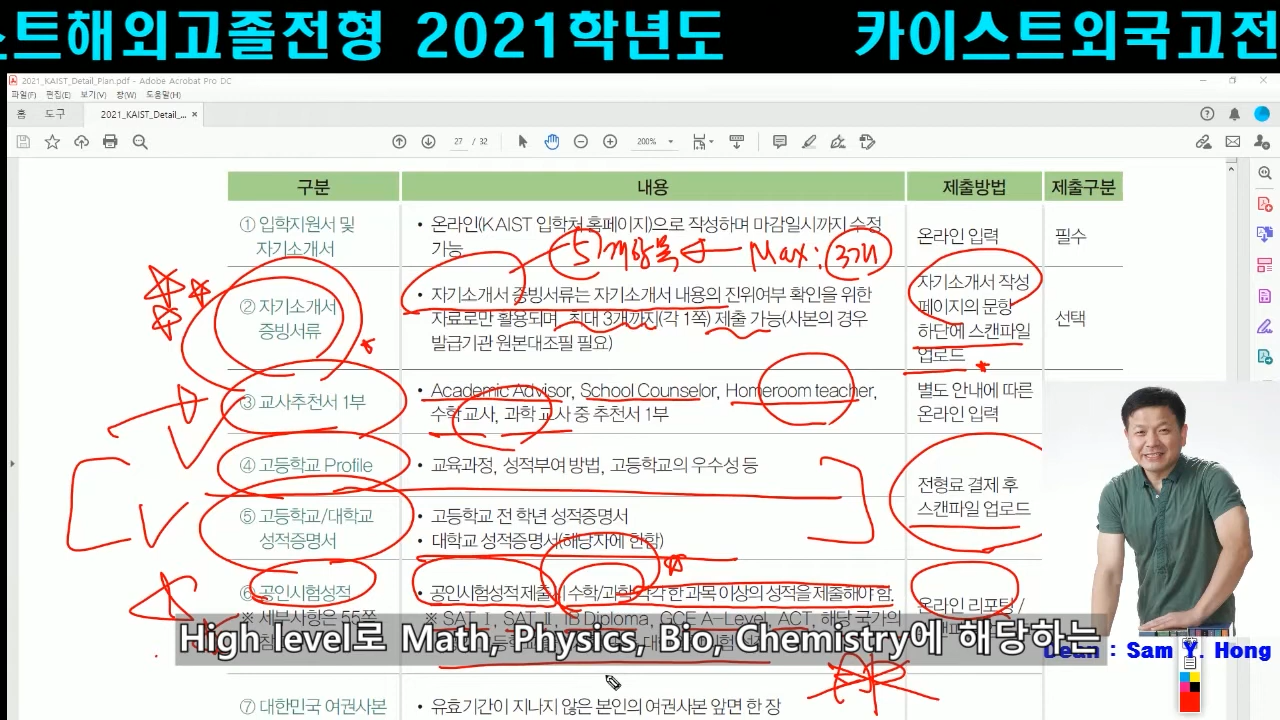 스트해외고졸전형 2021학년도 카이스트외국고전
2021_KAIST_Detail_Plan.pdf - Adobe Acrobat Pro DC
파일(F) 편집(E) 보기(V) 창(W) 도움말(H)
홈 도구 2021_KAIST_Detail_... ×
27 / 32 200%
구분 내용 제출방법 제출구분
① 입학지원서 및
자기소개서
• 온라인(KAIST 입학처 홈페이지)으로 작성하며 마감일시까지 수정
가능
온라인 입력
필수
5개항목 ← Max : 3개
② 자기소개서
증빙서류
• 자기소개서 증빙서류는 자기소개서 내용의 진위여부 확인을 위한
자료로만 활용되며, 최대 3개까지(각 1쪽) 제출 가능(사본의 경우
발급기관 원본대조필 필요)
자기소개서 작성
페이지의 문항
하단에 스캔파일
업로드
선택
③ 교사추천서 1부
• Academic Advisor, School Counselor, Homeroom teacher,
수학교사, 과학 교사 중 추천서 1부
별도 안내에 따른
온라인 입력
④ 고등학교 Profile
• 교육과정, 성적부여 방법, 고등학교의 우수성 등
전형료 결제 후
스캔파일 업로드
⑤ 고등학교/대학교
성적증명서
• 고등학교 전 학년 성적증명서
• 대학교 성적증명서(해당자에 한함)
⑥ 공인시험성적
※ 세부사항은 55쪽
• 공인시험성적 제출시 수학/과학 각각 한 과목 이상의 성적을 제출해야 함.
※ SAT I, SAT II, IB Diploma, GCE A-Level, ACT, 해당 국가의
온라인 리포팅 /
High level로 Math, Physics, Bio, Chemistry에 해당하는
Dean : Sam Y. Hong
⑦ 대한민국 여권사본
• 유효기간이 지나지 않은 본인의 여권사본 앞면 한 장